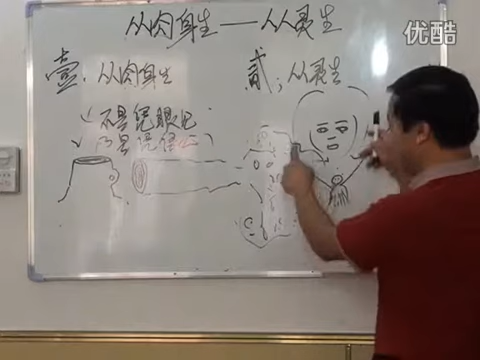 优酷
从肉身生——从灵生
壹、从肉身生
贰；从灵生
不是凭眼见
乃是凭信心